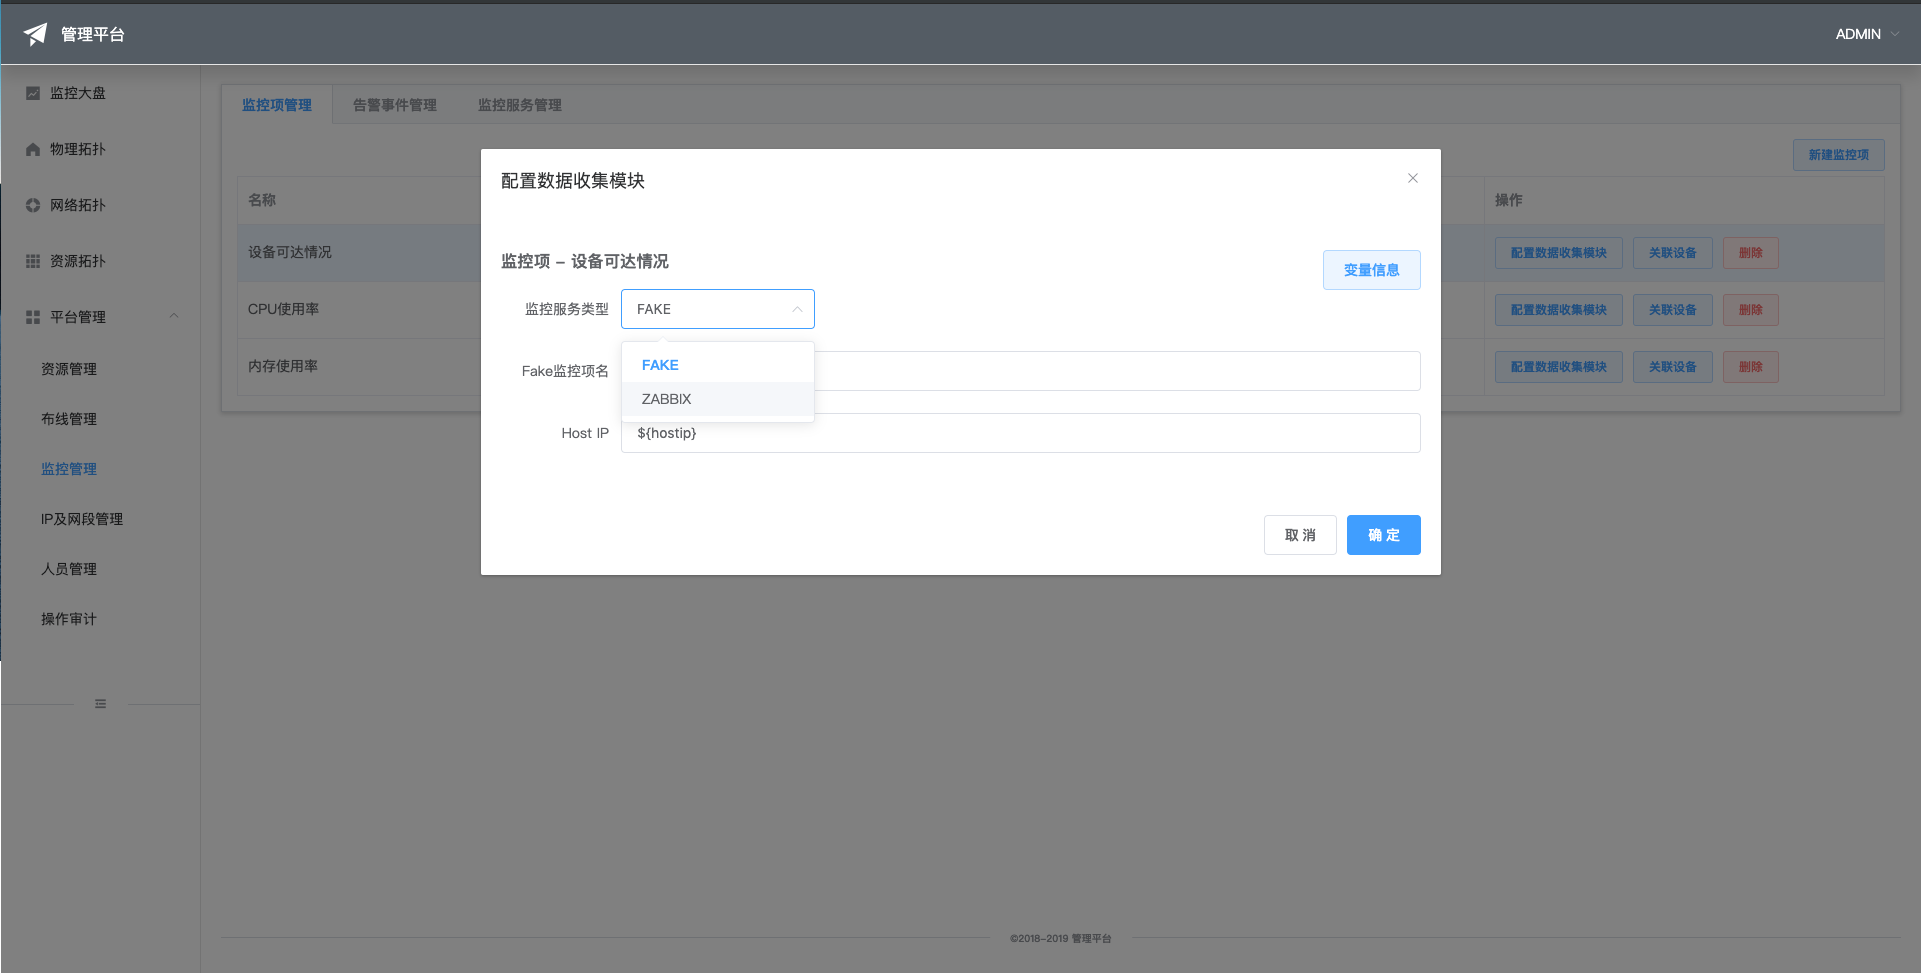 管理平台
ADMIN
监控大盘
物理拓扑
网络拓扑
资源拓扑
平台管理
资源管理
布线管理
监控管理
IP及网段管理
人员管理
操作审计
监控项管理 告警事件管理 监控服务管理
新建监控项
名称 操作
设备可达情况 配置数据收集模块 关联设备 删除
CPU使用率 配置数据收集模块 关联设备 删除
内存使用率 配置数据收集模块 关联设备 删除
配置数据收集模块
监控项 - 设备可达情况
变量信息
监控服务类型 FAKE
FAKE
ZABBIX
Fake监控项名
Host IP ${hostip}
取 消 确 定
©2018-2019 管理平台